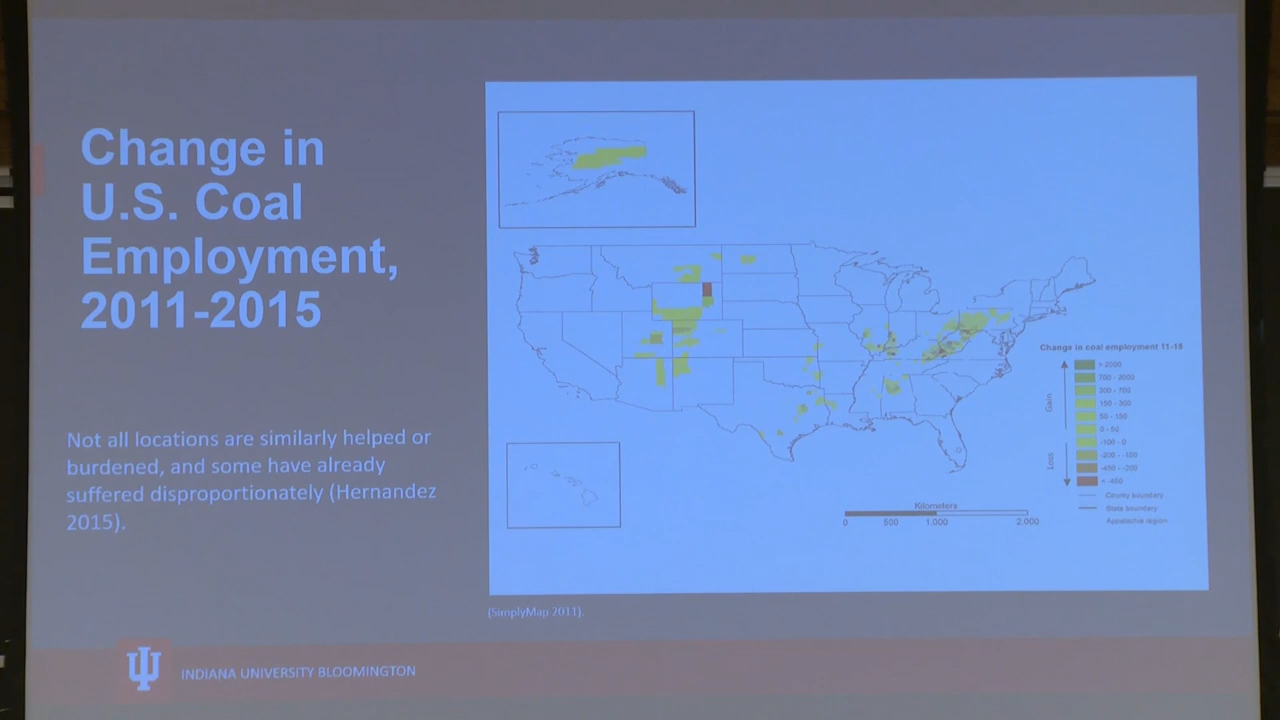 Change in
U.S. Coal
Employment,
2011-2015
Not all locations are similarly helped or
burdened, and some have already
suffered disproportionately (Hernandez
2015).
Change in coal employment 11-15
Gain
Loss
> 2000
700 - 2000
300 - 700
150 - 300
50 - 150
0 - 50
-100 - 0
-200 - -100
-450 - -200
< -450
County boundary
State boundary
Appalachia region
Kilometers
0 500 1,000 2,000
(SimplyMap 2011).
INDIANA UNIVERSITY BLOOMINGTON